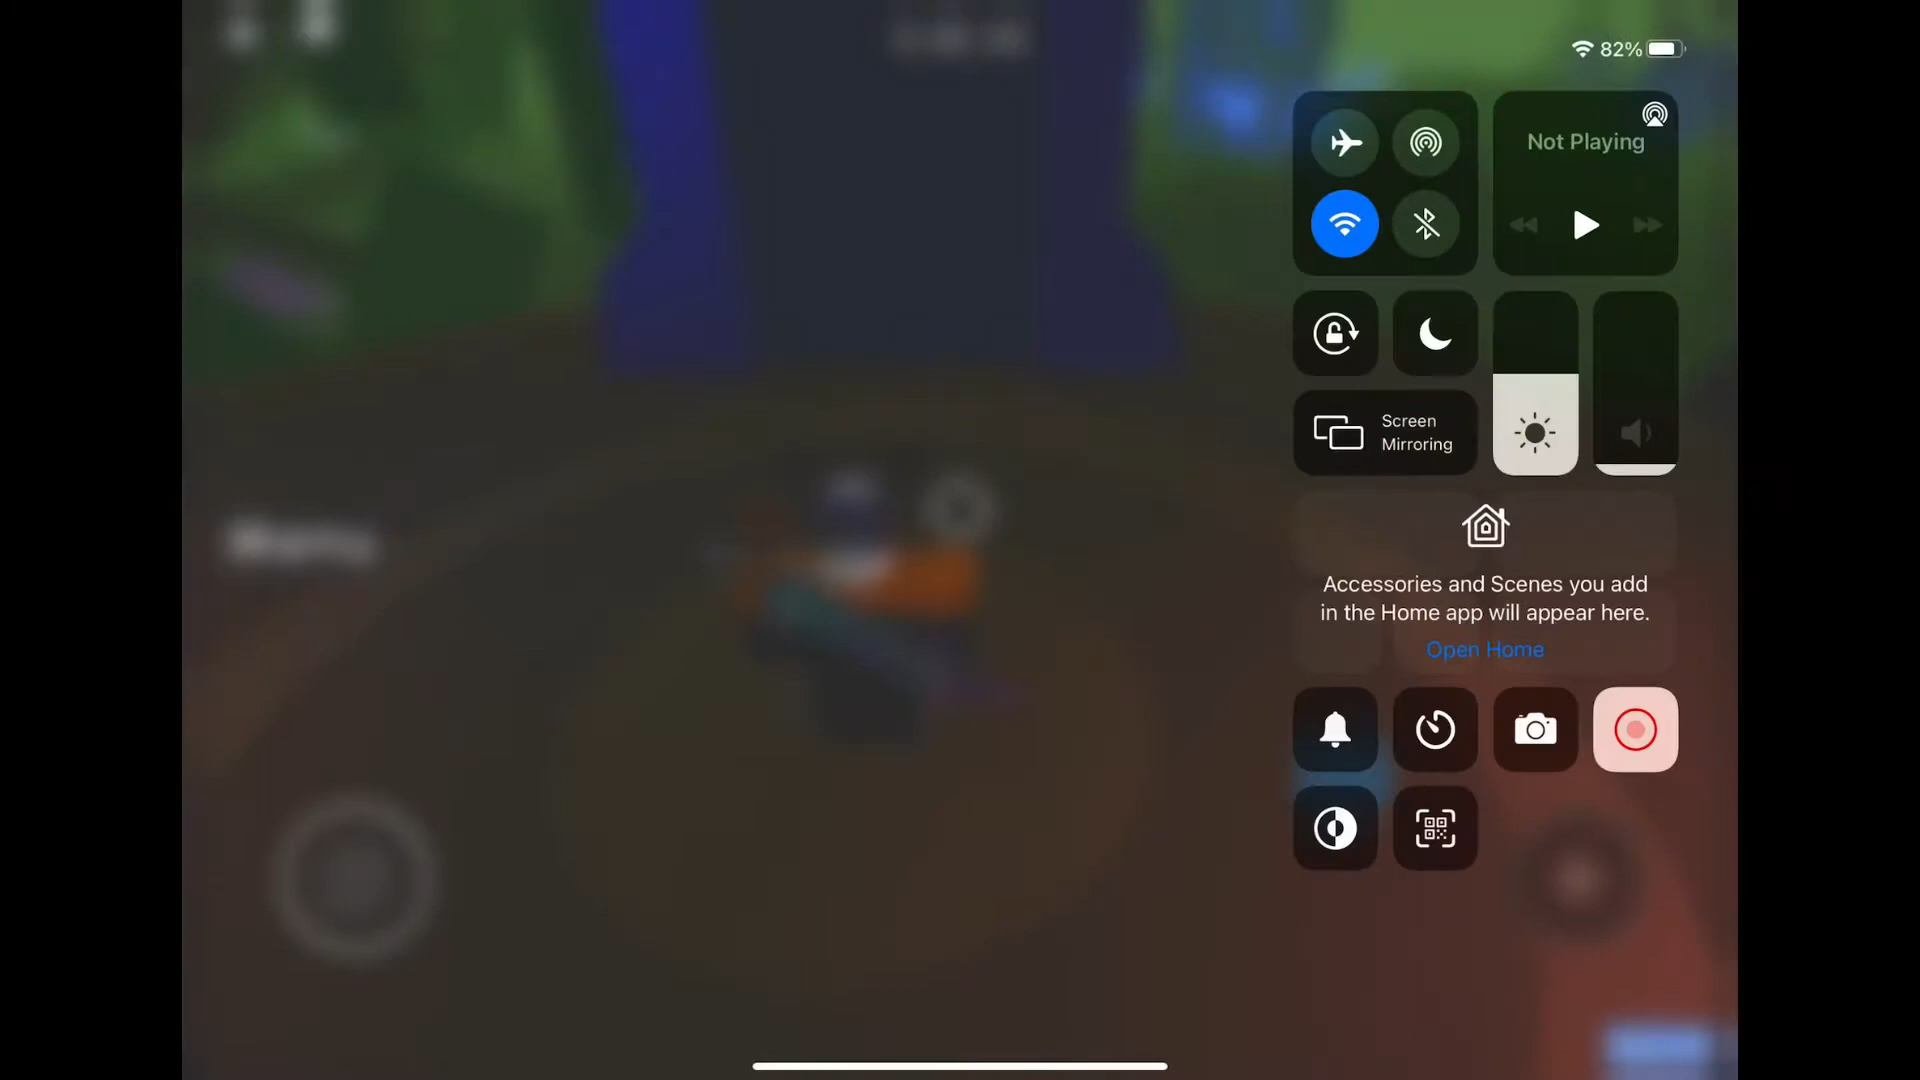 82%
Not Playing
Screen
Mirroring
Accessories and Scenes you add
in the Home app will appear here.
Open Home